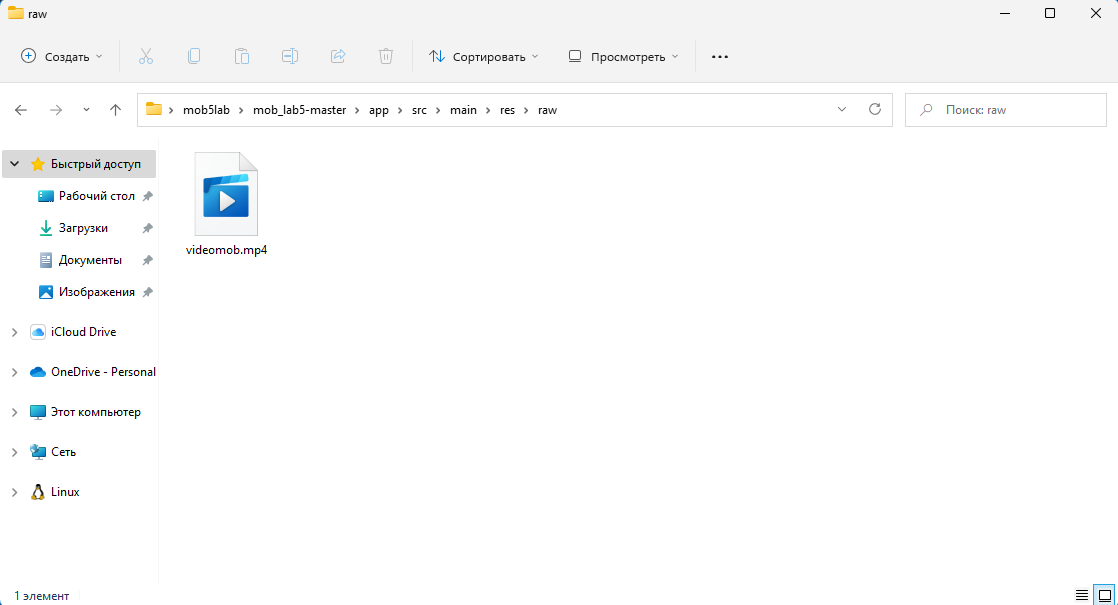 raw
Создать
Сортировать
Просмотреть
mob5lab
mob_lab5-master
app
src
main
res
raw
Поиск: raw
Быстрый доступ
Рабочий стол
Загрузки
Документы
Изображения
iCloud Drive
OneDrive - Personal
Этот компьютер
Сеть
Linux
videomob.mp4
1 элемент